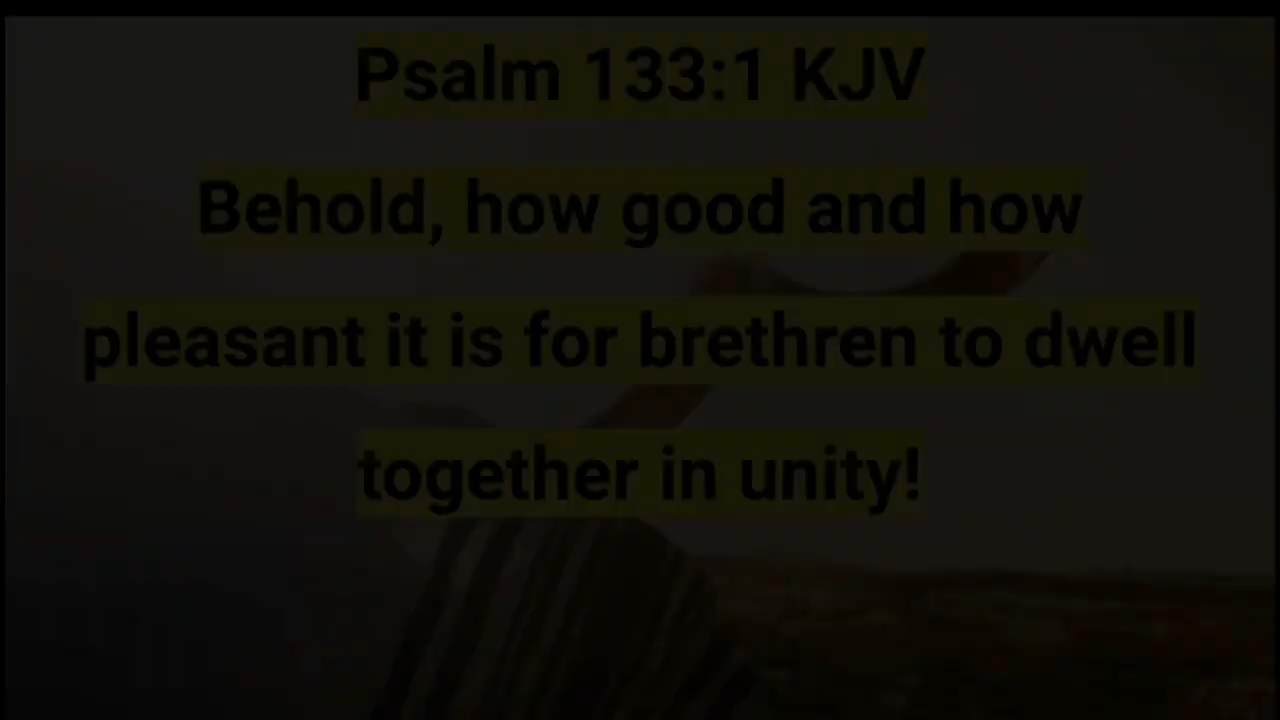 Psalm 133:1 KJV
Behold, how good and how
pleasant it is for brethren to dwell
together in unity!